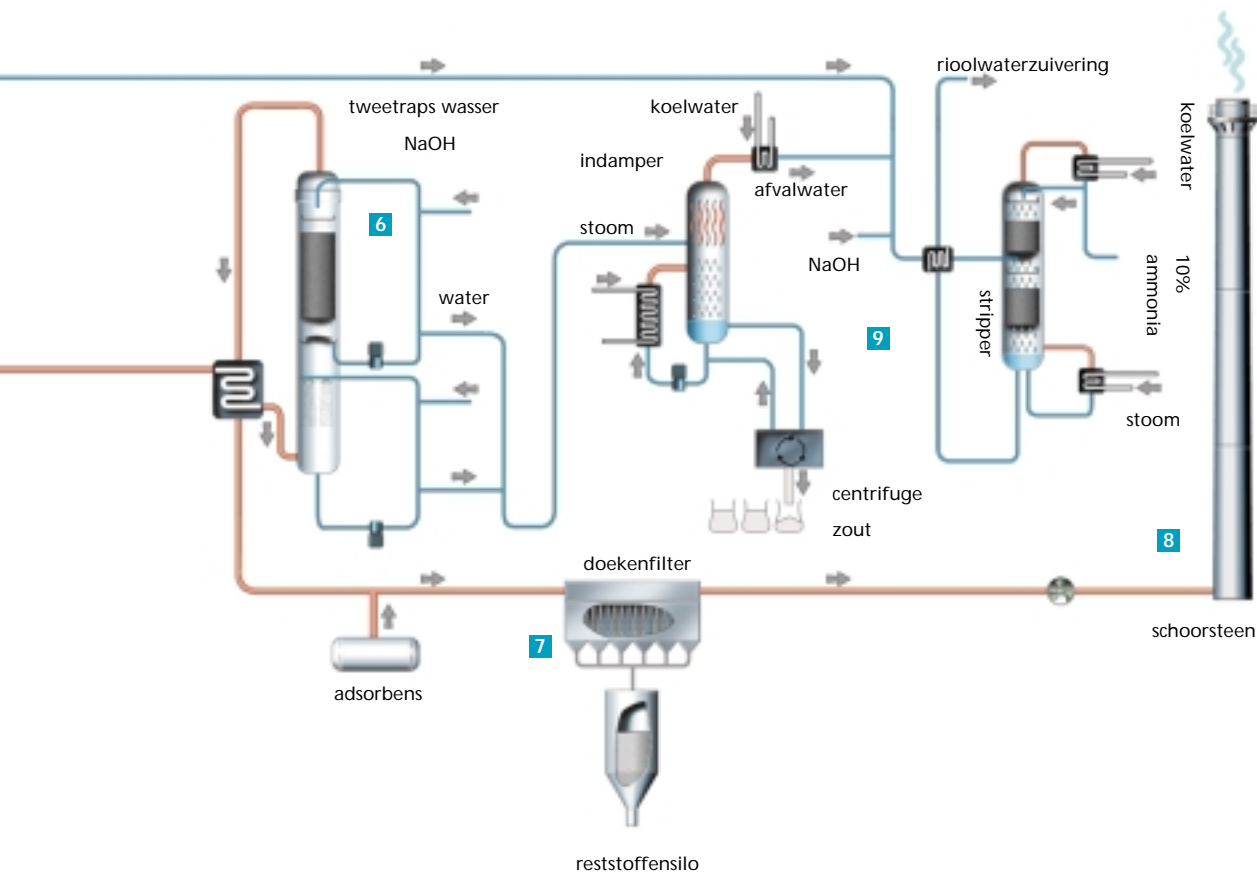 rioolwaterzuivering
tweetraps wasser
NaOH
koelwater
koelwater
indamper
afvalwater
6
stoom
NaOH
10%
ammonia
water
stripper
9
stoom
centrifuge
zout
8
doekenfilter
7
schoorsteen
adsorbens
reststoffensilo